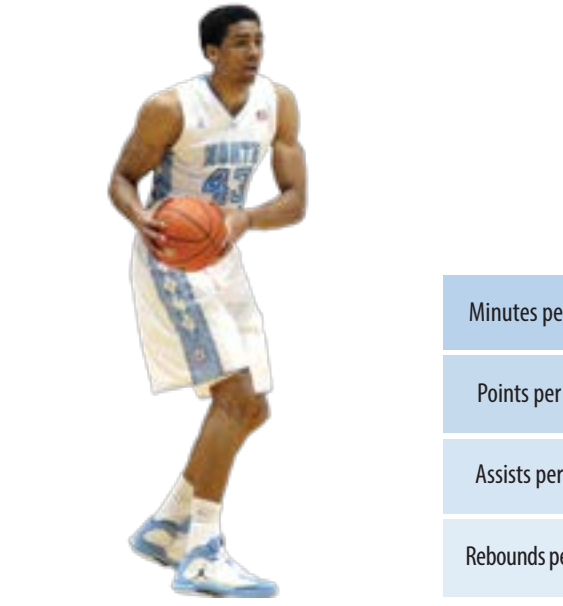 NORTH
43
Minutes pe
Points per
Assists per
Rebounds pe